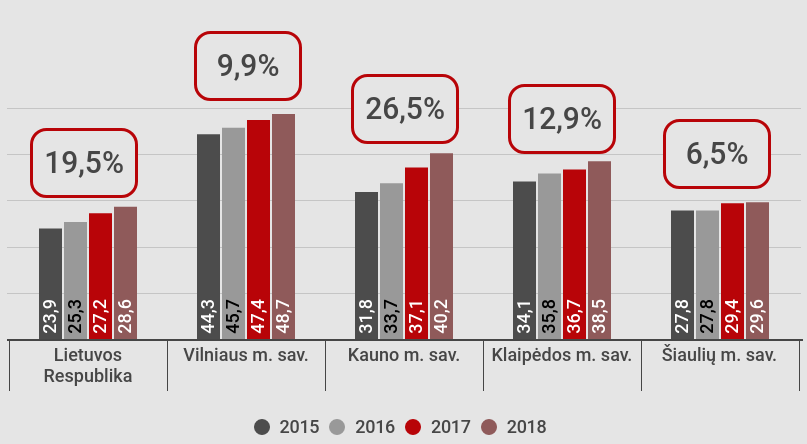 9,9%
26,5%
12,9%
6,5%
19,5%
23,9 25,3 27,2 28,6
44,3 45,7 47,4 48,7
31,8 33,7 37,1 40,2
34,1 35,8 36,7 38,5
27,8 27,8 29,4 29,6
Lietuvos
Respublika
Vilniaus m. sav.
Kauno m. sav.
Klaipėdos m. sav.
Šiaulių m. sav.
2015 2016 2017 2018